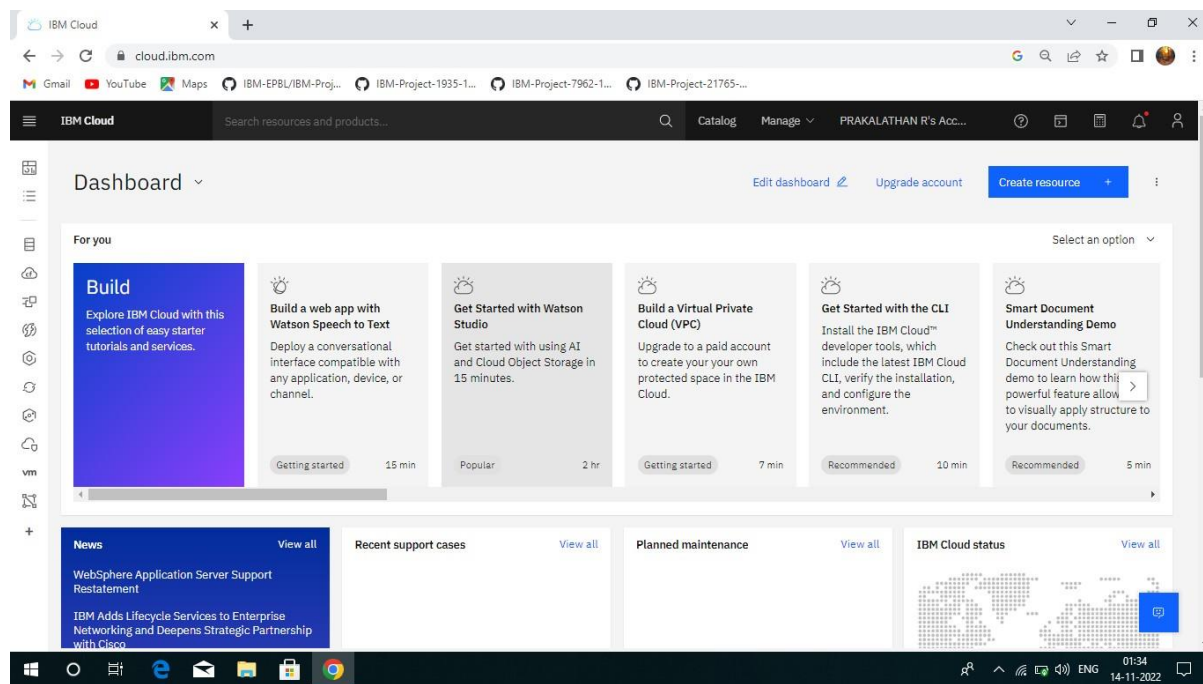 IBM Cloud
cloud.ibm.com
G
Gmail
YouTube
Maps
IBM-EPBL/IBM-Proj...
IBM-Project-1935-1...
IBM-Project-7962-1...
IBM-Project-21765-...
IBM Cloud
Search resources and products...
Catalog
Manage
PRAKALATHAN R's Acc...
Dashboard
Edit dashboard
Upgrade account
Create resource +
For you
Select an option
Build
Explore IBM Cloud with this
selection of easy starter
tutorials and services.
Build a web app with
Watson Speech to Text
Deploy a conversational
interface compatible with
any application, device, or
channel.
Getting started
15 min
Get Started with Watson
Studio
Get started with using AI
and Cloud Object Storage in
15 minutes.
Popular
2 hr
Build a Virtual Private
Cloud (VPC)
Upgrade to a paid account
to create your your own
protected space in the IBM
Cloud.
Getting started
7 min
Get Started with the CLI
Install the IBM Cloud™
developer tools, which
include the latest IBM Cloud
CLI, verify the installation,
and configure the
environment.
Recommended
10 min
Smart Document
Understanding Demo
Check out this Smart
Document Understanding
demo to learn how this
powerful feature allow
to visually apply structure to
your documents.
Recommended
5 min
vm
News
View all
WebSphere Application Server Support
Restatement
IBM Adds Lifecycle Services to Enterprise
Networking and Deepens Strategic Partnership
with Cisco
Recent support cases
View all
Planned maintenance
View all
IBM Cloud status
View all
ENG
01:34
14-11-2022